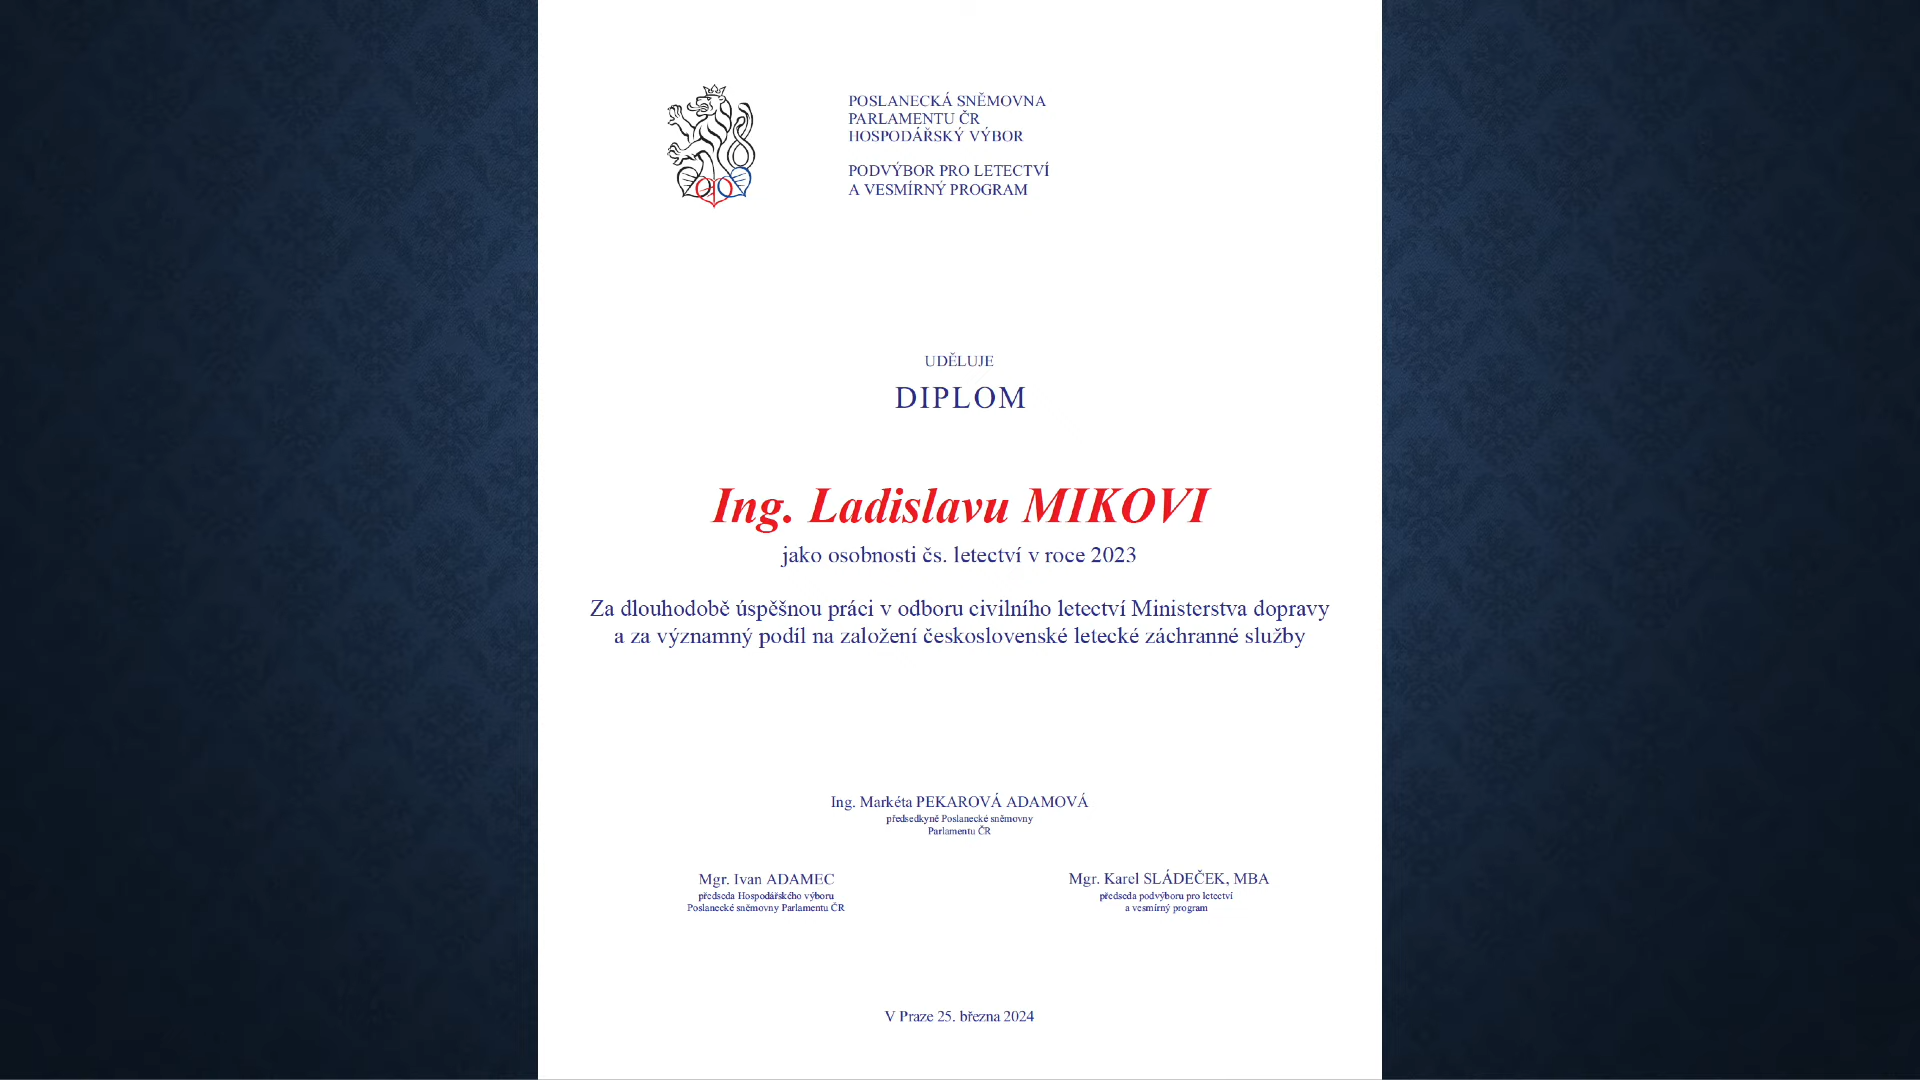 POSLANECKÁ SNĚMOVNA
PARLAMENTU ČR
HOSPODÁŘSKÝ VÝBOR
PODVÝBOR PRO LETECTVÍ
A VESMÍRNÝ PROGRAM
UDĚLUJE
DIPLOM
Ing. Ladislavu MIKOVI
jako osobnosti čs. letectví v roce 2023
Za dlouhodobě úspěšnou práci v odboru civilního letectví Ministerstva dopravy
a za významný podíl na založení československé letecké záchranné služby
Ing. Markéta PEKAROVÁ ADAMOVÁ
předsedkyně Poslanecké sněmovny
Parlamentu ČR
Mgr. Ivan ADAMEC
předseda Hospodářského výboru
Poslanecké sněmovny Parlamentu ČR
Mgr. Karel SLÁDEČEK, MBA
předseda podvýboru pro letectví
a vesmírný program
V Praze 25. března 2024